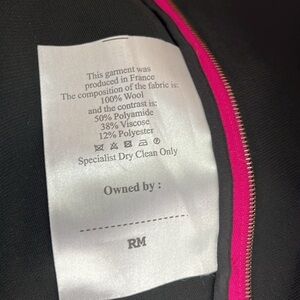 This garment was
produced in France
The composition of the fabric is:
100% Wool
and the contrast is:
50% Polyamide
38% Viscose
12% Polyester
Specialist Dry Clean Only
Owned by :
RM